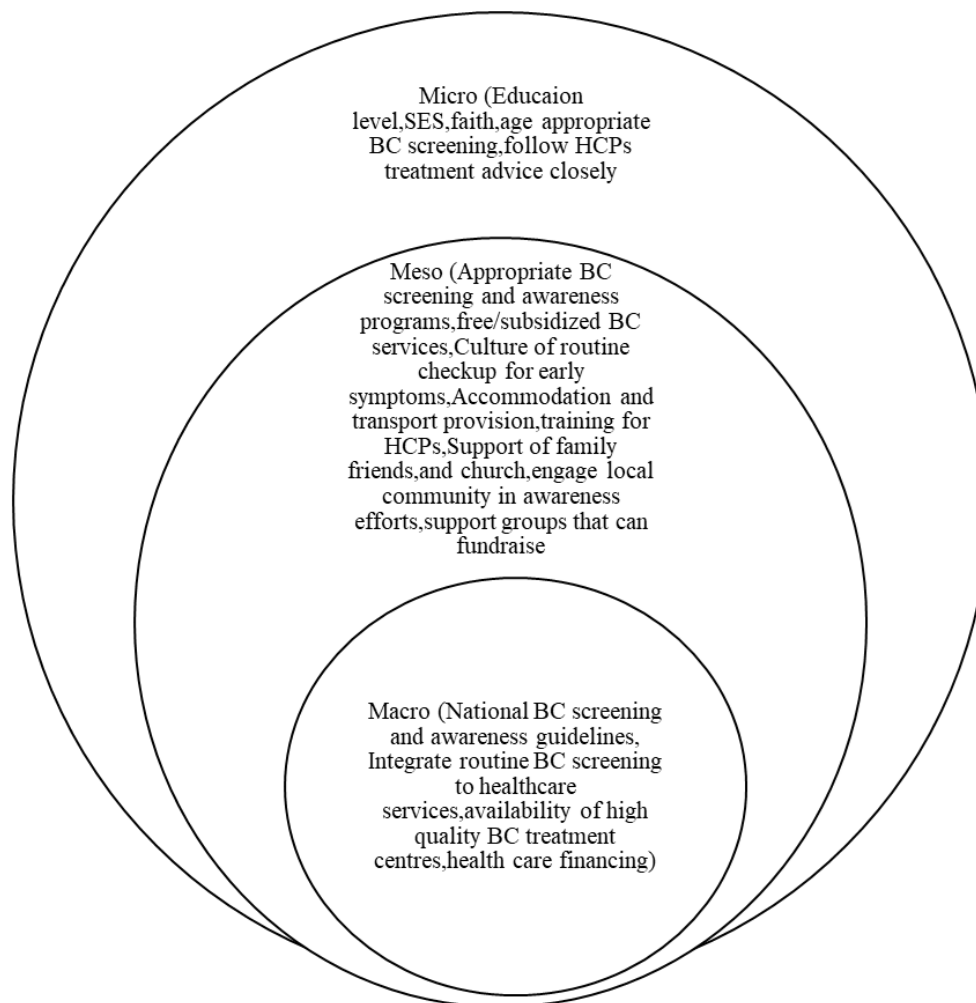 Micro (Educaion
level,SES,faith,age appropriate
BC screening,follow HCPs
treatment advice closely
Meso (Appropriate BC
screening and awareness
programs,free/subsidized BC
services,Culture of routine
checkup for early
symptoms,Accommodation and
transport provision,training for
HCPs,Support of family
friends,and church,engage local
community in awareness
efforts,support groups that can
fundraise
Macro (National BC screening
and awareness guidelines,
Integrate routine BC screening
to healthcare
services,availability of high
quality BC treatment
centres,health care financing)